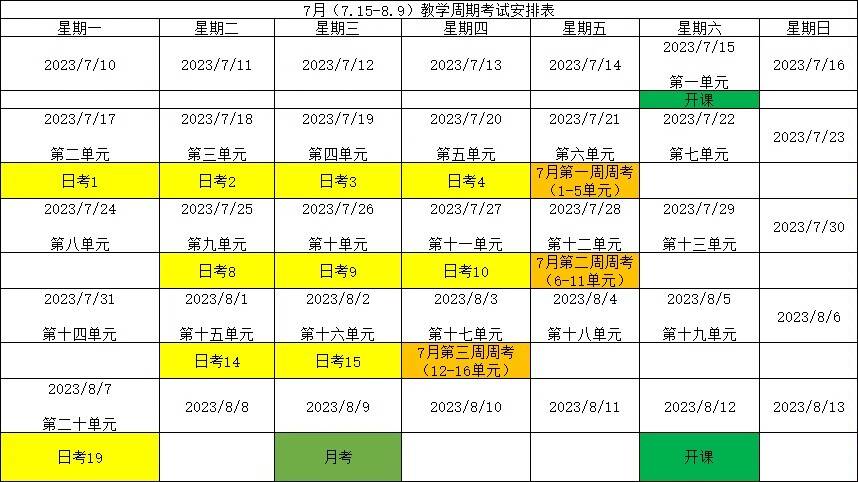 7月（7.15-8.9）教学周期考试安排表
星期一 星期二 星期三 星期四 星期五 星期六 星期日
2023/7/10 2023/7/11 2023/7/12 2023/7/13 2023/7/14 2023/7/15 2023/7/16
第一单元
开课
2023/7/17 2023/7/18 2023/7/19 2023/7/20 2023/7/21 2023/7/22 2023/7/23
第二单元 第三单元 第四单元 第五单元 第六单元 第七单元
日考1 日考2 日考3 日考4 7月第一周周考
（1-5单元）
2023/7/24 2023/7/25 2023/7/26 2023/7/27 2023/7/28 2023/7/29 2023/7/30
第八单元 第九单元 第十单元 第十一单元 第十二单元 第十三单元
日考8 日考9 日考10 7月第二周周考
（6-11单元）
2023/7/31 2023/8/1 2023/8/2 2023/8/3 2023/8/4 2023/8/5 2023/8/6
第十四单元 第十五单元 第十六单元 第十七单元 第十八单元 第十九单元
日考14 日考15 7月第三周周考
（12-16单元）
2023/8/7 2023/8/8 2023/8/9 2023/8/10 2023/8/11 2023/8/12 2023/8/13
第二十单元
日考19 月考 开课